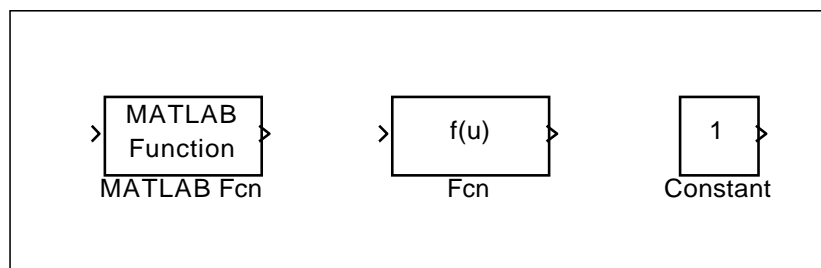 MATLAB
Function
MATLAB Fcn
f(u)
Fcn
1
Constant